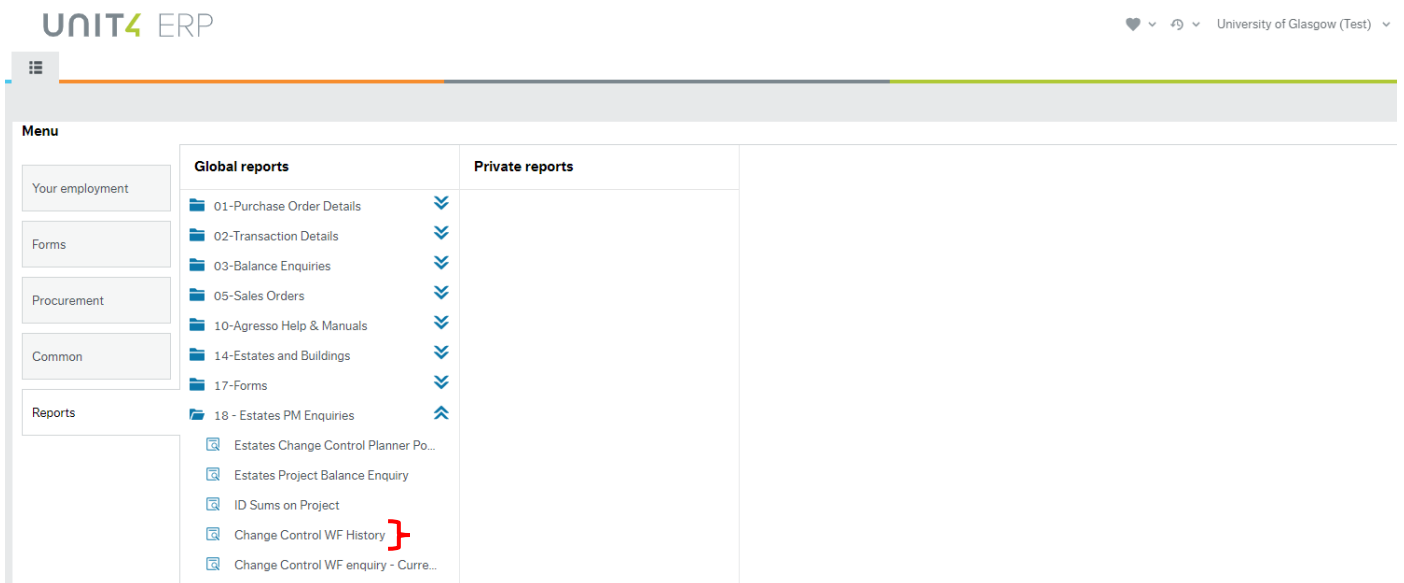 UNIT4 ERP
University of Glasgow (Test)
Menu
Your employment
Forms
Procurement
Common
Reports
Global reports
01-Purchase Order Details
02-Transaction Details
03-Balance Enquiries
05-Sales Orders
10-Agresso Help & Manuals
14-Estates and Buildings
17-Forms
18 - Estates PM Enquiries
Estates Change Control Planner Po...
Estates Project Balance Enquiry
ID Sums on Project
Change Control WF History
Change Control WF enquiry - Curre...
Private reports